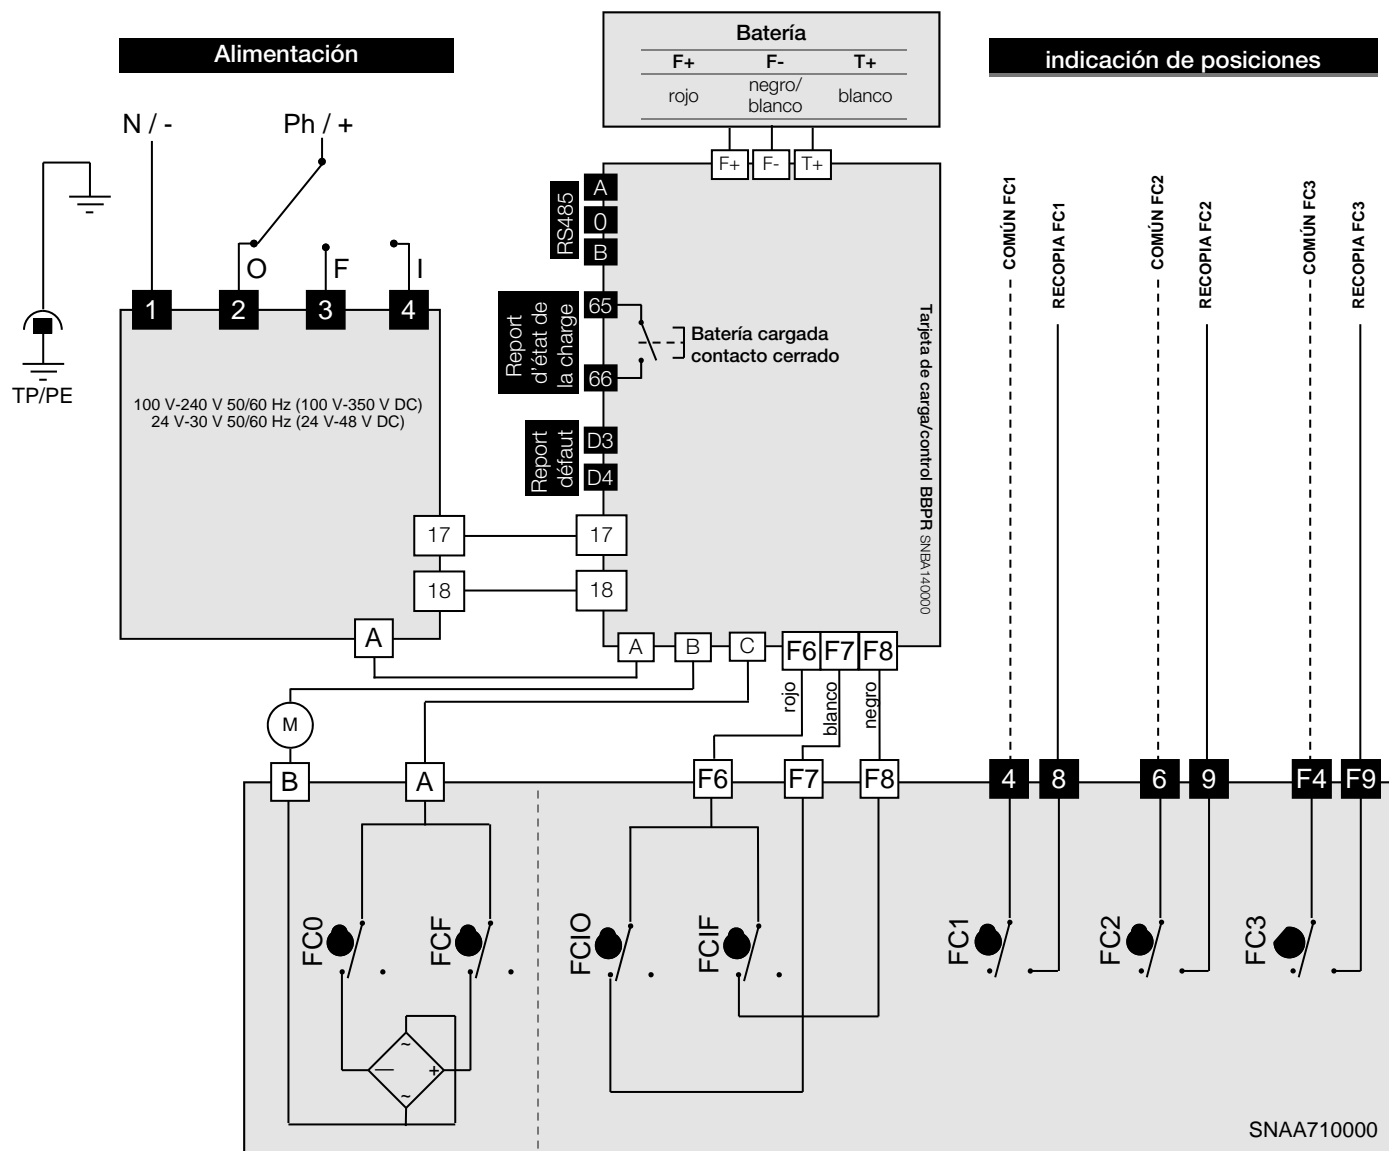 Alimentación
Batería
F+ F- T+
rojo negro/ blanco
blanco
indicación de posiciones
N / -
Ph / +
F+ F- T+
RS485
A
0
B
COMÚN FC1
RECOPIA FC1
COMÚN FC2
RECOPIA FC2
COMÚN FC3
RECOPIA FC3
O F I
1 2 3 4
TP/PE
100 V-240 V 50/60 Hz (100 V-350 V DC)
24 V-30 V 50/60 Hz (24 V-48 V DC)
Report
d'état de
la charge
65
66
Batería cargada
contacto cerrado
Tarjeta de carga/control BBPR SNBA140000
Report
défaut
D3
D4
17 17
18 18
A
A B C F6 F7 F8
rojo
blanco
negro
M
B A F6 F7 F8 4 8 6 9 F4 F9
FC0
FCF
FCIO
FCIF
FC1
FC2
FC3
~
— +
~
SNAA710000